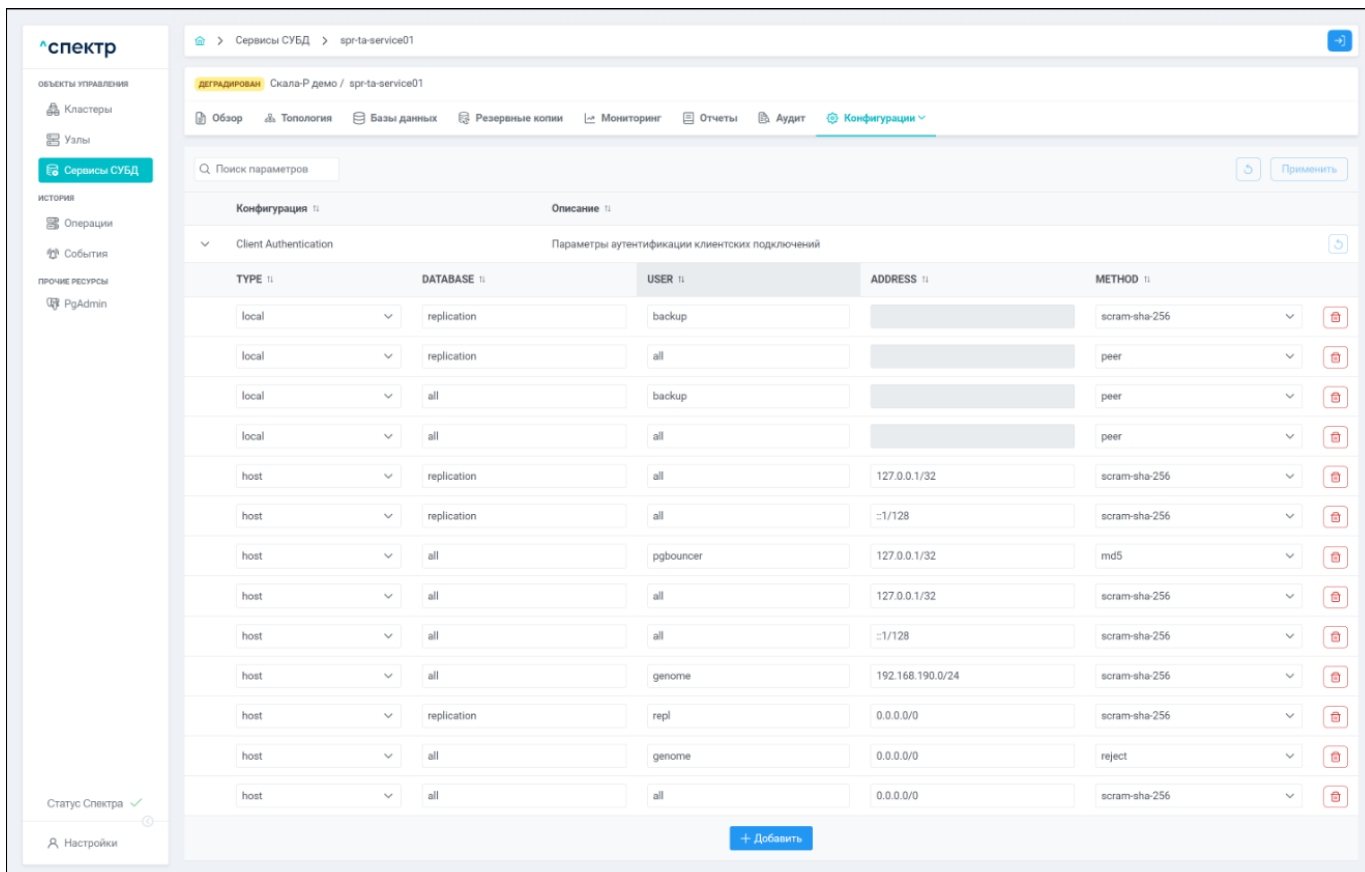 ^спектр
Сервисы СУБД > spr-ta-service01
ОБЪЕКТЫ УПРАВЛЕНИЯ
Кластеры
Узлы
Сервисы СУБД
ИСТОРИЯ
Операции
События
ПРОЧИЕ РЕСУРСЫ
PgAdmin
Статус Спектра
Настройки
ДЕГРАДИРОВАН Скала-Р демо / spr-ta-service01
Обзор Топология Базы данных Резервные копии Мониторинг Отчеты Аудит Конфигурации
Поиск параметров Применить
Конфигурация Описание
Client Authentication Параметры аутентификации клиентских подключений
TYPE DATABASE USER ADDRESS METHOD
local replication backup scram-sha-256
local replication all peer
local all backup peer
local all all peer
host replication all 127.0.0.1/32 scram-sha-256
host replication all ::1/128 scram-sha-256
host all pgbouncer 127.0.0.1/32 md5
host all all 127.0.0.1/32 scram-sha-256
host all all ::1/128 scram-sha-256
host all genome 192.168.190.0/24 scram-sha-256
host replication repl 0.0.0.0/0 scram-sha-256
host all genome 0.0.0.0/0 reject
host all all 0.0.0.0/0 scram-sha-256
+ Добавить